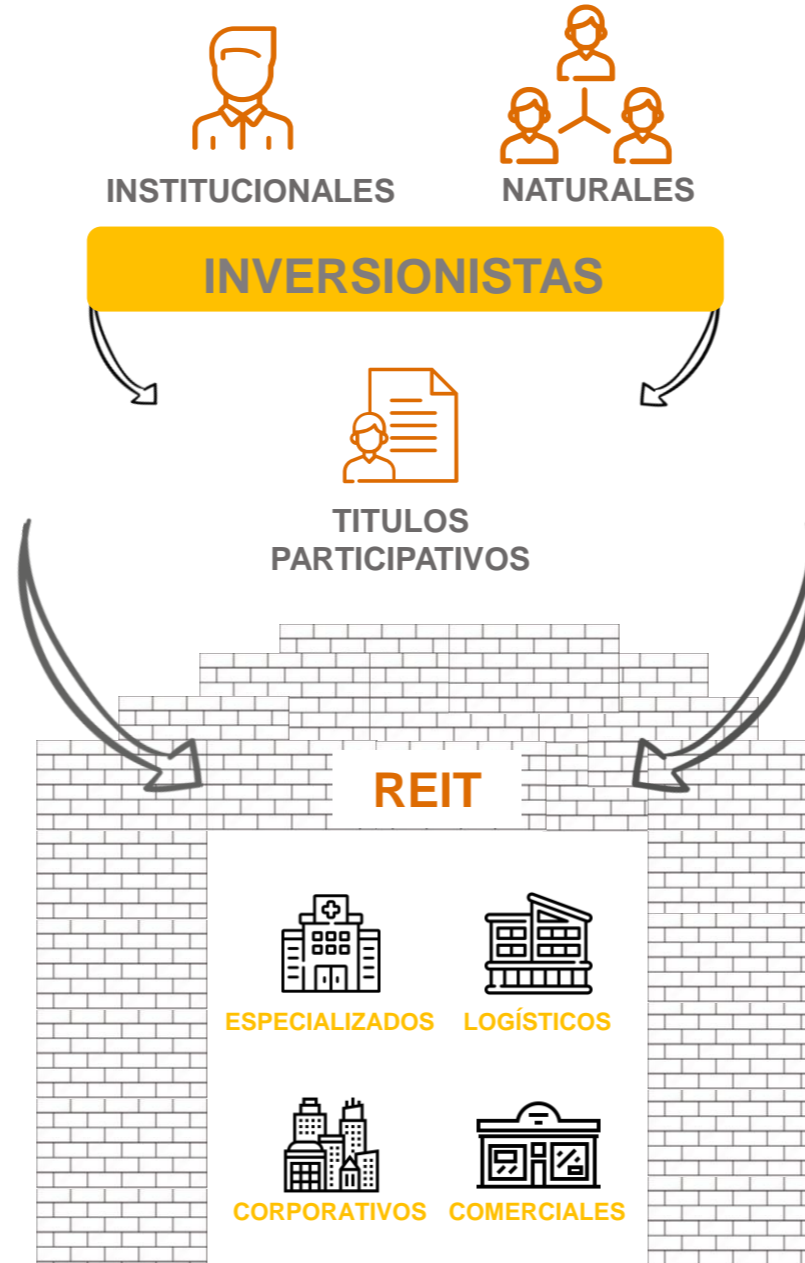 INSTITUCIONALES
NATURALES
INVERSIONISTAS
TITULOS
PARTICIPATIVOS
REIT
ESPECIALIZADOS
LOGÍSTICOS
CORPORATIVOS
COMERCIALES